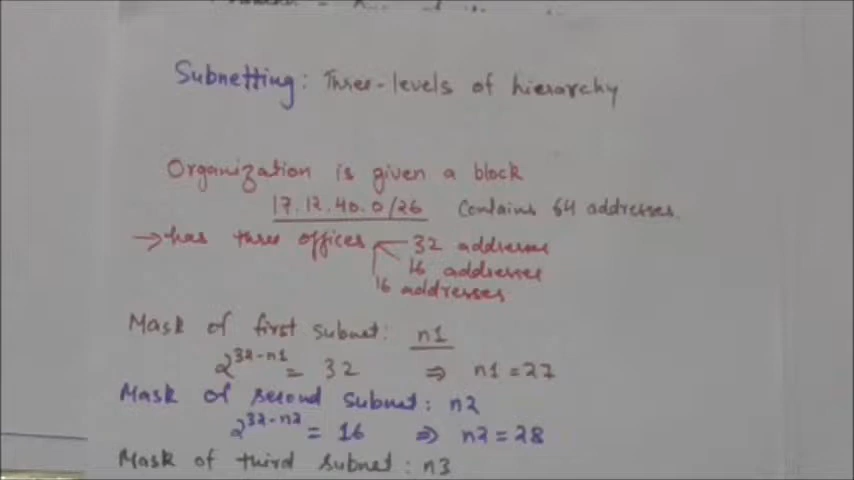 Subnetting: Three-levels of hierarchy
Organization is given a block
17.12.40.0/26 Contains 64 addresses.
→ has three offices 32 addresses
16 addresses
16 addresses
Mask of first subnet: n1
2^32-n1 = 32 ⇒ n1 = 27
Mask of second subnet: n2
2^32-n2 = 16 ⇒ n2 = 28
Mask of third subnet: n3